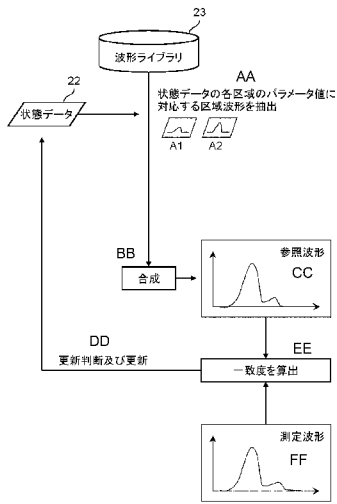 23
波形ライブラリ
22
状態データ
AA
状態データの各区域のパラメータ値に
対応する区域波形を抽出
A1
A2
BB
合成
参照波形
CC
DD
更新判断及び更新
EE
一致度を算出
測定波形
FF